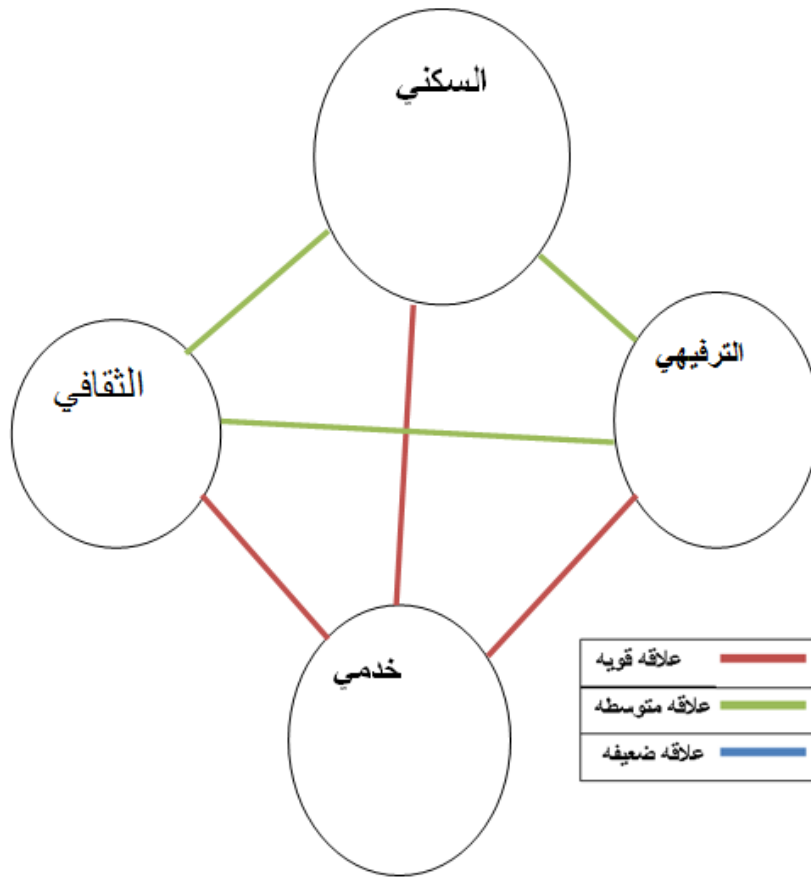 السكني
الترفيهي
الثقافي
خدمي
علاقه قويه
علاقه متوسطه
علاقه ضعيفه